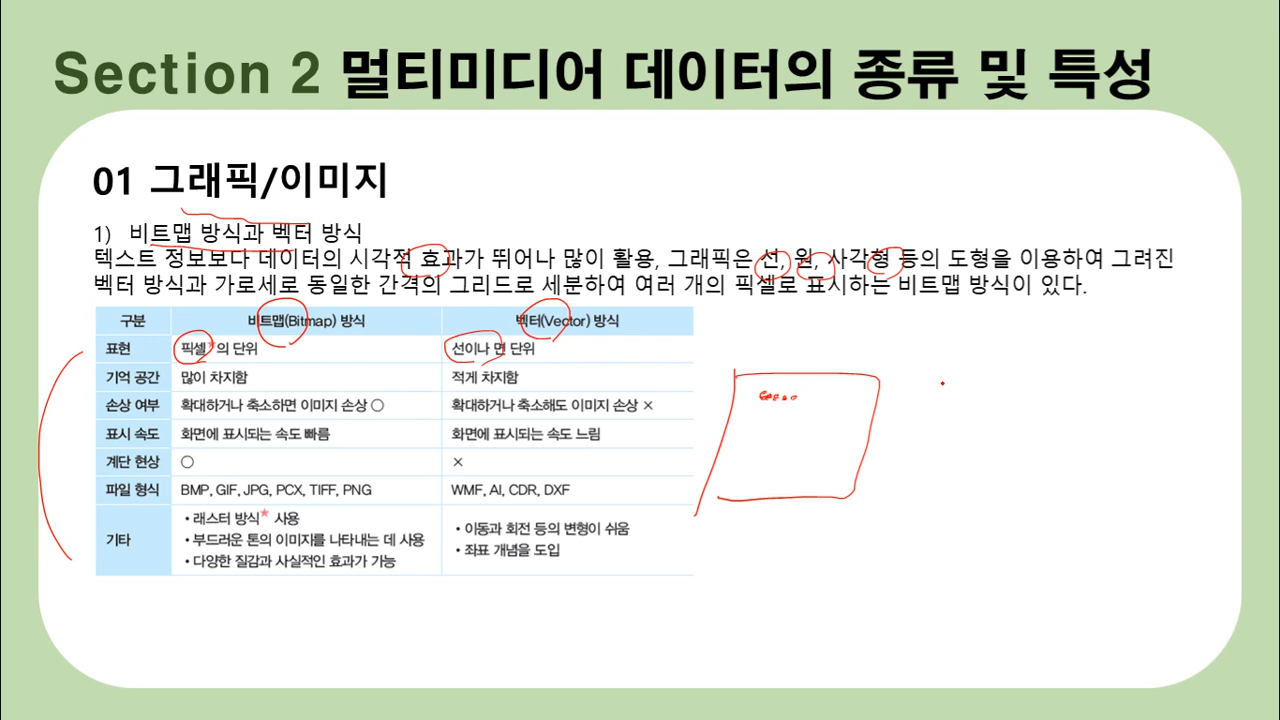 Section 2 멀티미디어 데이터의 종류 및 특성
01 그래픽/이미지
1) 비트맵 방식과 벡터 방식
텍스트 정보보다 데이터의 시각적 효과가 뛰어나 많이 활용, 그래픽은 선, 원, 사각형 등의 도형을 이용하여 그려진
벡터 방식과 가로세로 동일한 간격의 그리드로 세분하여 여러 개의 픽셀로 표시하는 비트맵 방식이 있다.
구분 비트맵(Bitmap) 방식 벡터(Vector) 방식
표현 픽셀*의 단위 선이나 면 단위
기억 공간 많이 차지함 적게 차지함
손상 여부 확대하거나 축소하면 이미지 손상 ○ 확대하거나 축소해도 이미지 손상 ×
표시 속도 화면에 표시되는 속도 빠름 화면에 표시되는 속도 느림
계단 현상 ○ ×
파일 형식 BMP, GIF, JPG, PCX, TIFF, PNG WMF, AI, CDR, DXF
기타
• 래스터 방식★ 사용
• 부드러운 톤의 이미지를 나타내는 데 사용
• 다양한 질감과 사실적인 효과가 가능
• 이동과 회전 등의 변형이 쉬움
• 좌표 개념을 도입